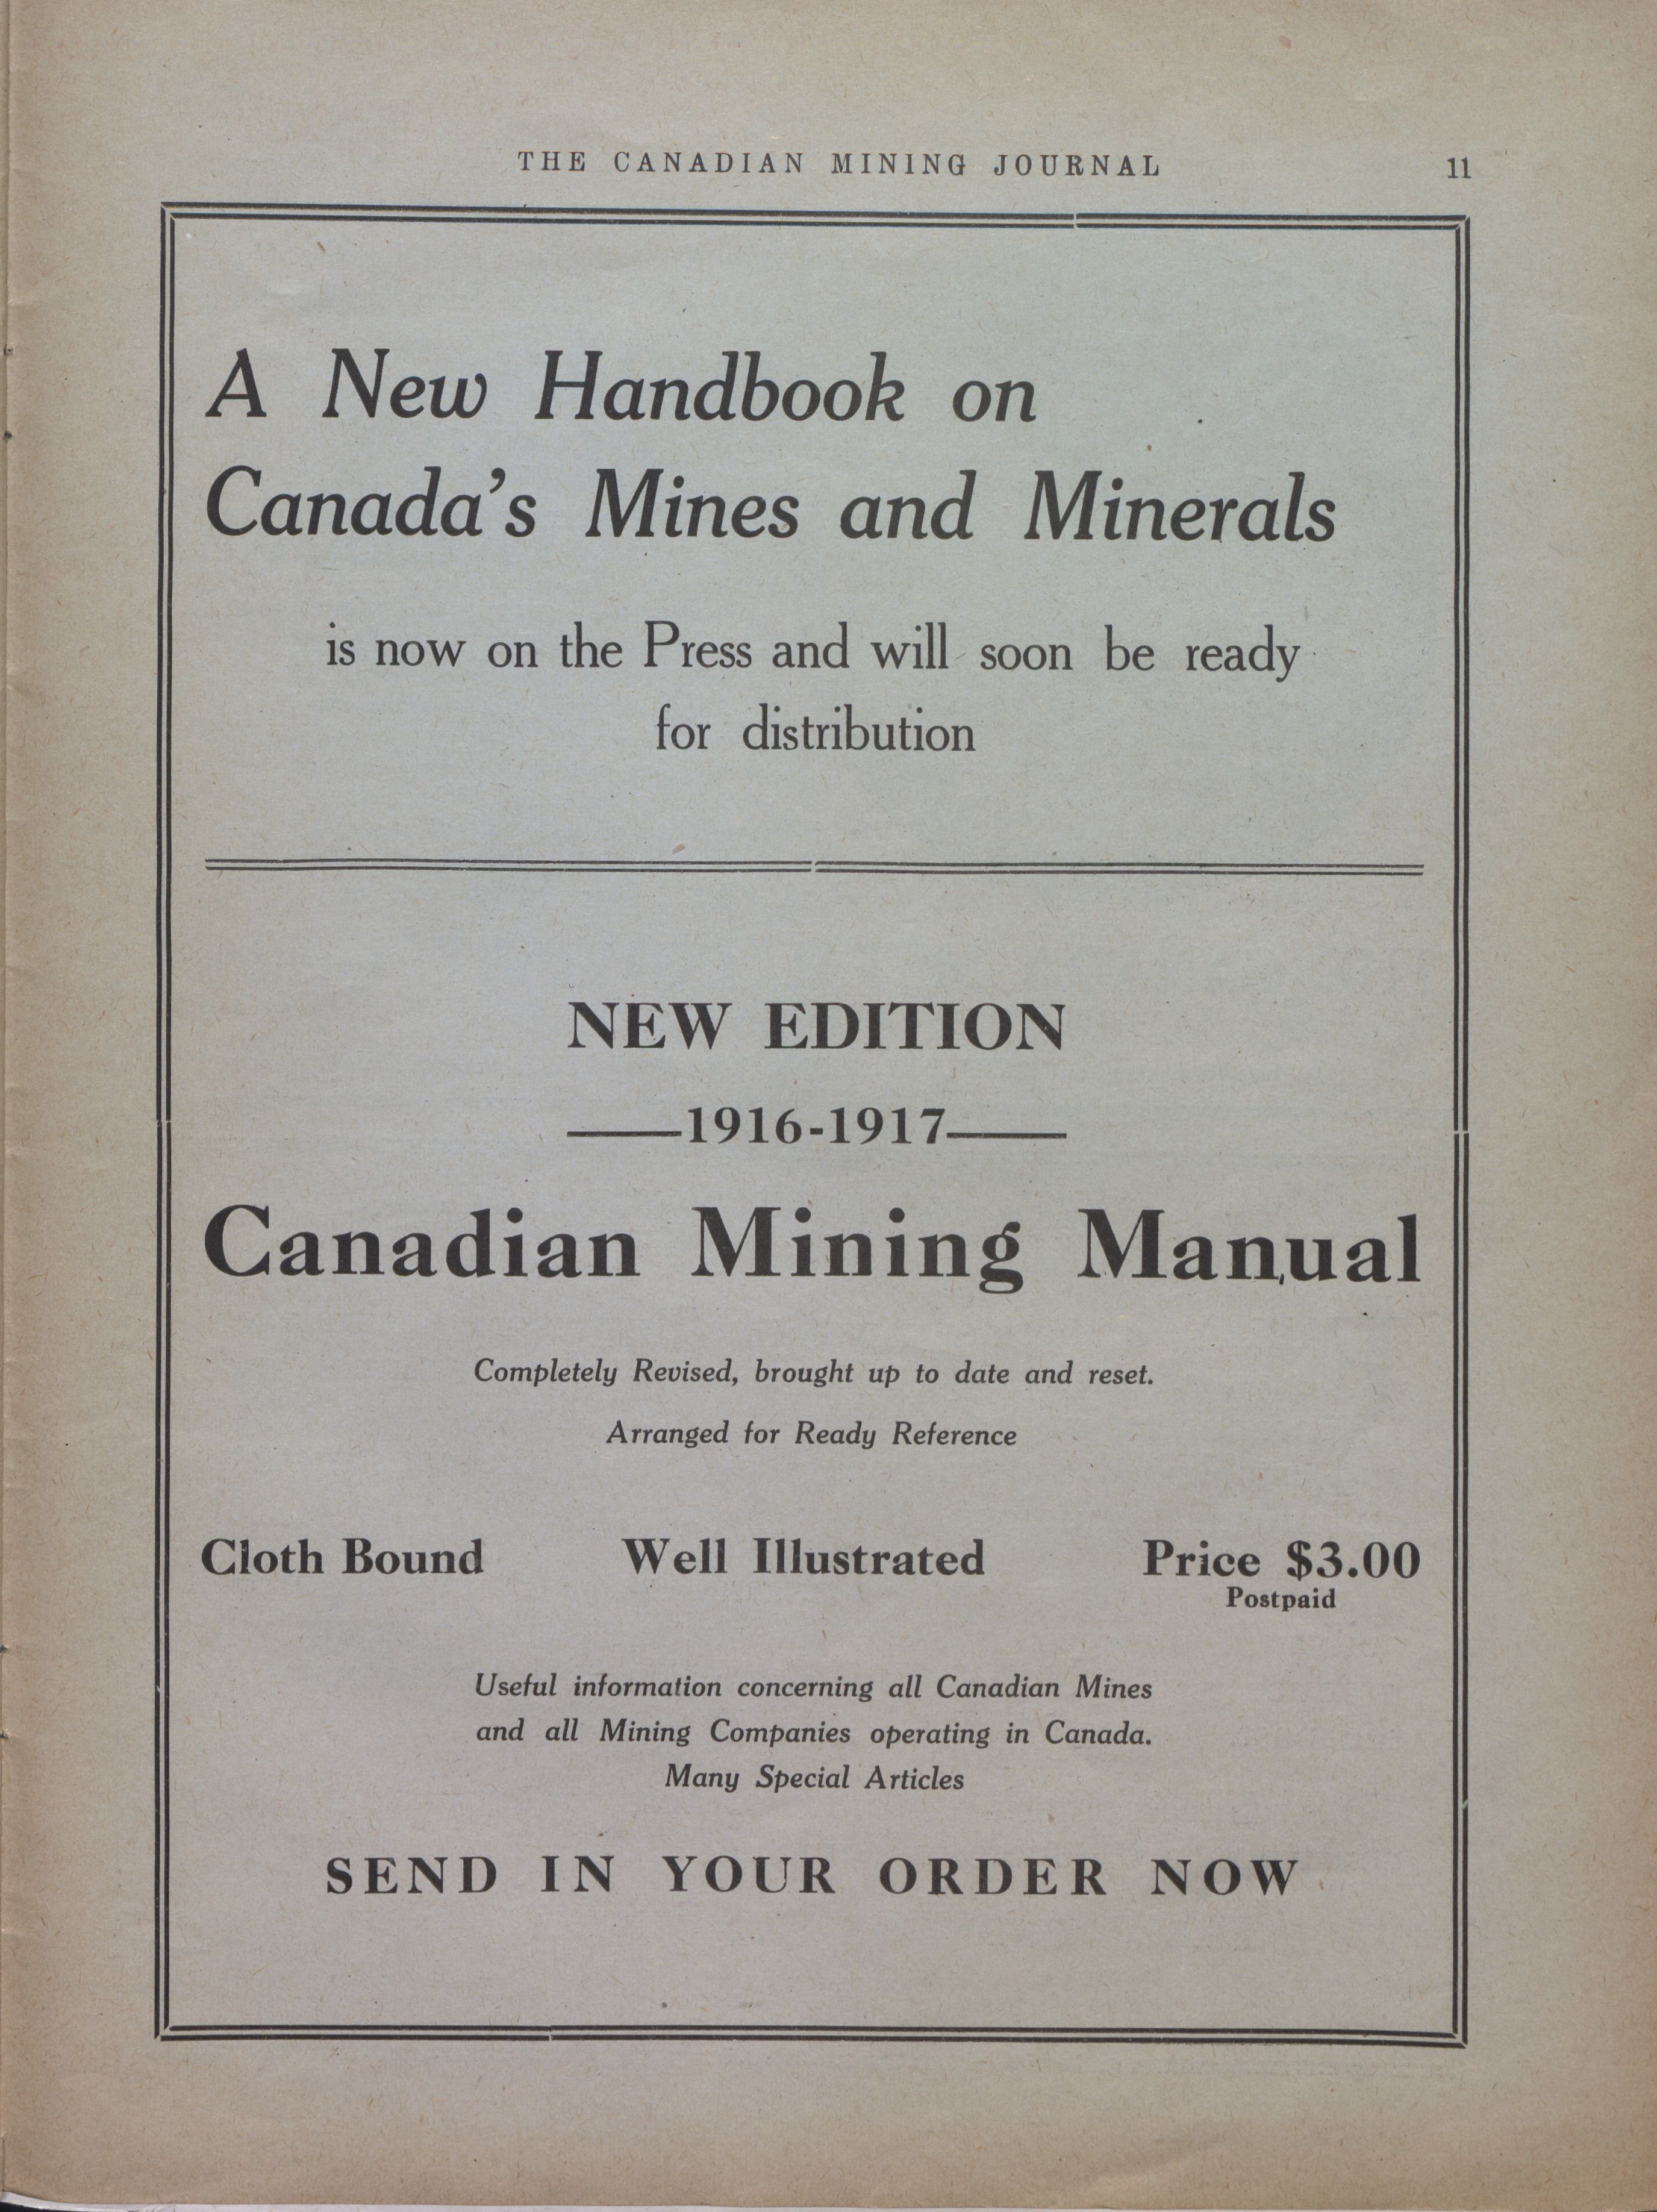 THE CANADIAN MINING JOURNAL 11
A New Handbook on
Canada's Mines and Minerals
is now on the Press and will soon be ready
for distribution
NEW EDITION
1916-1917
Canadian Mining Manual
Completely Revised, brought up to date and reset.
Arranged for Ready Reference
Cloth Bound Well Illustrated Price $3.00
Postpaid
Useful information concerning all Canadian Mines
and all Mining Companies operating in Canada.
Many Special Articles
SEND IN YOUR ORDER NOW